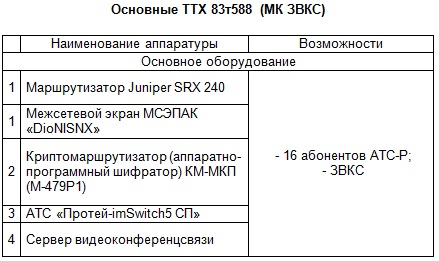 Основные ТТХ 83т588 (МК ЗВКС)
Наименование аппаратуры
Возможности
Основное оборудование
1 Маршрутизатор Juniper SRX 240
1 Межсетевой экран МСЭПАК
«DioNISNX»
2 Криптомаршрутизатор (аппаратно-
программный шифратор) КМ-МКП
(М-479Р1)
3 АТС «Протей-imSwitch5 СП»
4 Сервер видеоконференцсвязи
- 16 абонентов АТС-Р;
- ЗВКС